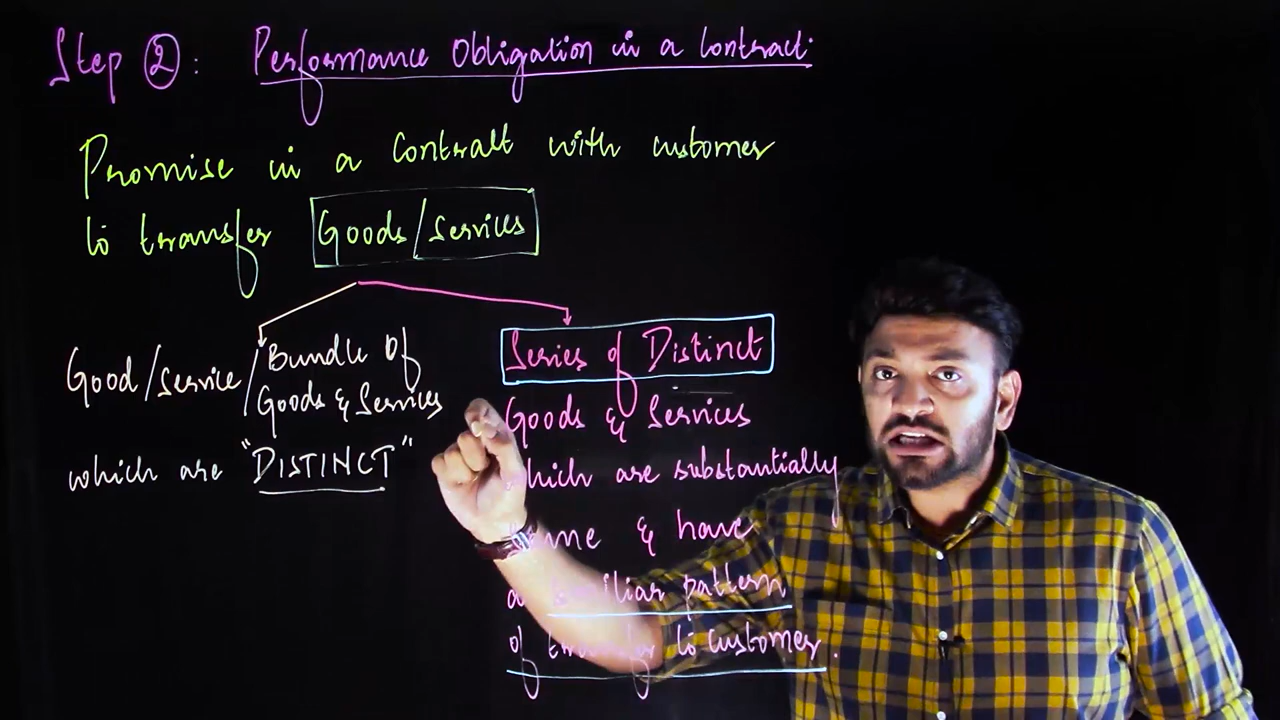 Step ②: Performance Obligation in a Contract
Promise in a Contract with customer
to transfer Goods/Services
Good/Service/Bundle of
Goods & Services
which are "DISTINCT"
Series of Distinct
Goods & Services
which are substantially
same & have
a similiar pattern
of transfer to customer.